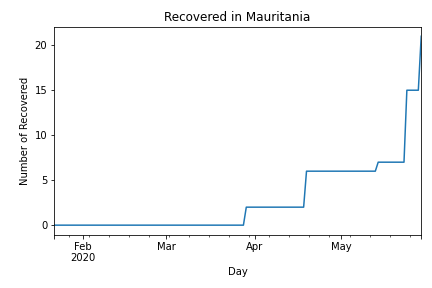 Recovered in Mauritania
Number of Recovered
20
15
10
5
0
Feb
2020
Mar
Apr
May
Day